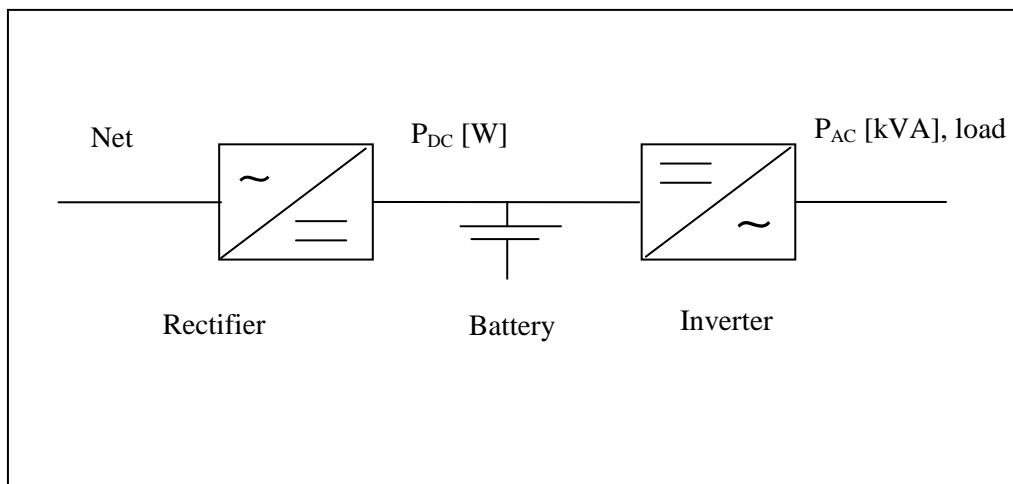 Net
P_DC [W]
P_AC [kVA], load
Rectifier
Battery
Inverter